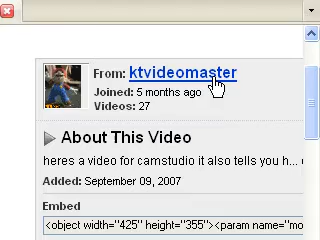 From: ktvideomaster
Joined: 5 months ago
Videos: 27
About This Video
heres a video for camstudio it also tells you h... 
Added: September 09, 2007
Embed
<object width="425" height="355"><param name="mo